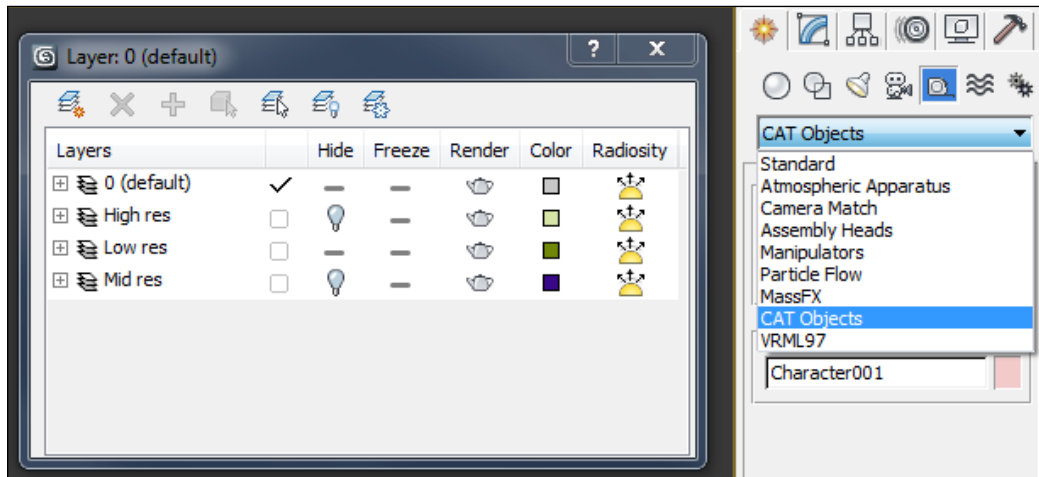 Layer: 0 (default)
? X
Layers Hide Freeze Render Color Radiosity
0 (default)
High res
Low res
Mid res
CAT Objects
Standard
Atmospheric Apparatus
Camera Match
Assembly Heads
Manipulators
Particle Flow
MassFX
CAT Objects
VRML97
Character001